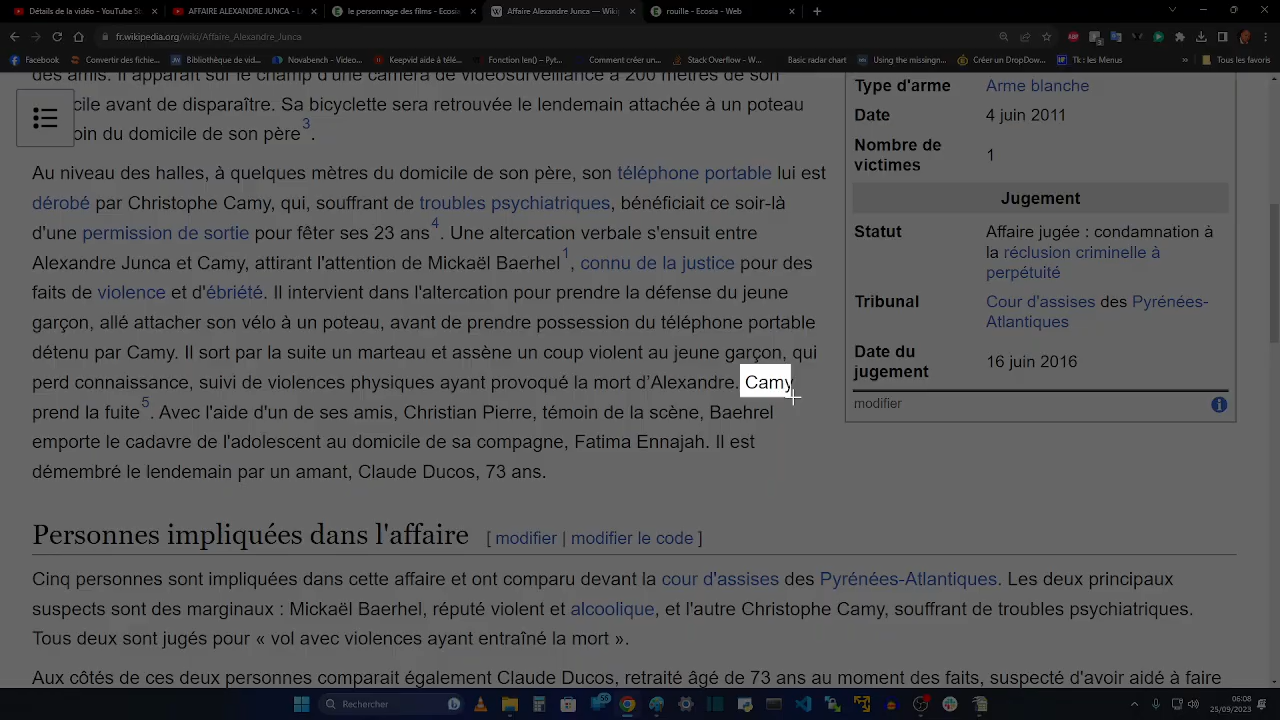 Détails de la vidéo - YouTube St
AFFAIRE ALEXANDRE JUNCA - L
le personnage des films - Ecosia
Affaire Alexandre Junca — Wiki
rouille - Ecosia - Web
fr.wikipedia.org/wiki/Affaire_Alexandre_Junca
Facebook
Convertir des fichie...
Bibliothèque de vid...
Novabench - Video...
Keepvid aide à télé...
Fonction len() – Pyt...
Comment créer un...
Stack Overflow - W...
Basic radar chart
Using the missingn...
Créer un DropDow...
Tk : les Menus
»
Tous les favoris
des amis. Il apparaît sur le champ d'une caméra de vidéosurveillance à 200 mètres de son
cile avant de disparaître. Sa bicyclette sera retrouvée le lendemain attachée à un poteau
oin du domicile de son père3.
Au niveau des halles, à quelques mètres du domicile de son père, son téléphone portable lui est
dérobé par Christophe Camy, qui, souffrant de troubles psychiatriques, bénéficiait ce soir-là
d'une permission de sortie pour fêter ses 23 ans4. Une altercation verbale s'ensuit entre
Alexandre Junca et Camy, attirant l'attention de Mickaël Baerhel1, connu de la justice pour des
faits de violence et d'ébriété. Il intervient dans l'altercation pour prendre la défense du jeune
garçon, allé attacher son vélo à un poteau, avant de prendre possession du téléphone portable
détenu par Camy. Il sort par la suite un marteau et assène un coup violent au jeune garçon, qui
perd connaissance, suivi de violences physiques ayant provoqué la mort d’Alexandre. Camy
prend la fuite5. Avec l'aide d'un de ses amis, Christian Pierre, témoin de la scène, Baehrel
emporte le cadavre de l'adolescent au domicile de sa compagne, Fatima Ennajah. Il est
démembré le lendemain par un amant, Claude Ducos, 73 ans.
Type d'arme Arme blanche
Date 4 juin 2011
Nombre de
victimes 1
Jugement
Statut Affaire jugée : condamnation à
la réclusion criminelle à
perpétuité
Tribunal Cour d'assises des Pyrénées-
Atlantiques
Date du
jugement 16 juin 2016
modifier
Personnes impliquées dans l'affaire [ modifier | modifier le code ]
Cinq personnes sont impliquées dans cette affaire et ont comparu devant la cour d'assises des Pyrénées-Atlantiques. Les deux principaux
suspects sont des marginaux : Mickaël Baerhel, réputé violent et alcoolique, et l'autre Christophe Camy, souffrant de troubles psychiatriques.
Tous deux sont jugés pour « vol avec violences ayant entraîné la mort ».
Aux côtés de ces deux personnes comparait également Claude Ducos, retraité âgé de 73 ans au moment des faits, suspecté d'avoir aidé à faire
Rechercher
06:08
25/09/2023